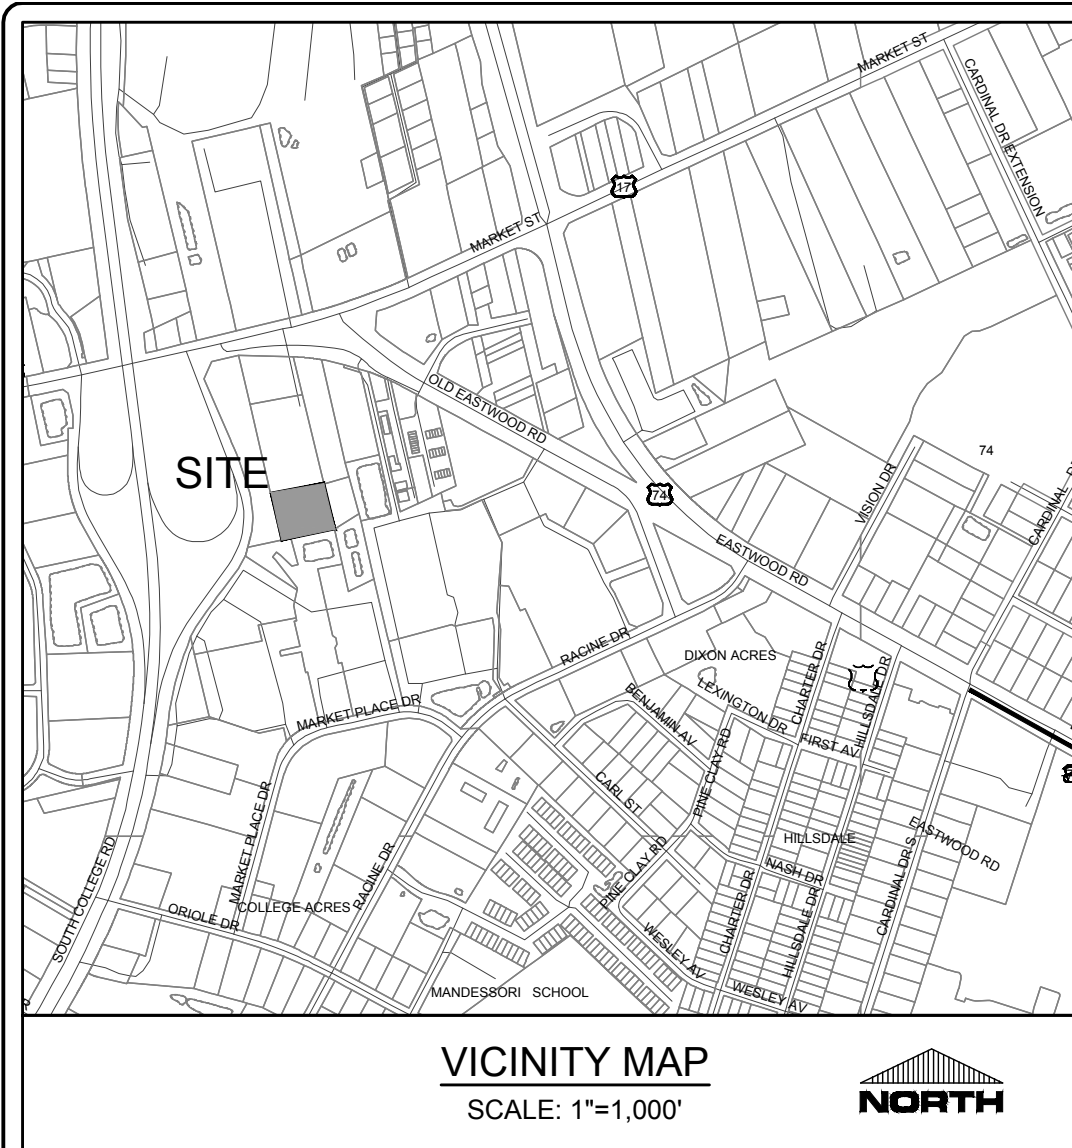 MARKET ST
CARDINAL DR EXTENSION
17
MARKET ST
OLD EASTWOOD RD
SITE
74
74
VISION DR
CARDINAL
EASTWOOD RD
RACINE DR
DIXON ACRES
CHARTER DR
HILLSDALE DR
LEXINGTON DR
BENJAMIN AV
MARKET PLACE DR
FIRST AV
PINE CLAY RD
CARL ST
MARKET PLACE DR
HILLSDALE
EASTWOOD RD
CARDINAL DR S
SOUTH COLLEGE RD
RACINE DR
PINE CLAY RD
NASH DR
COLLEGE ACRES
ORIOLE DR
CHARTER DR
HILLSDALE DR
WESLEY AV
MANDESSORI SCHOOL
WESLEY AV
VICINITY MAP
SCALE: 1"=1,000'
NORTH